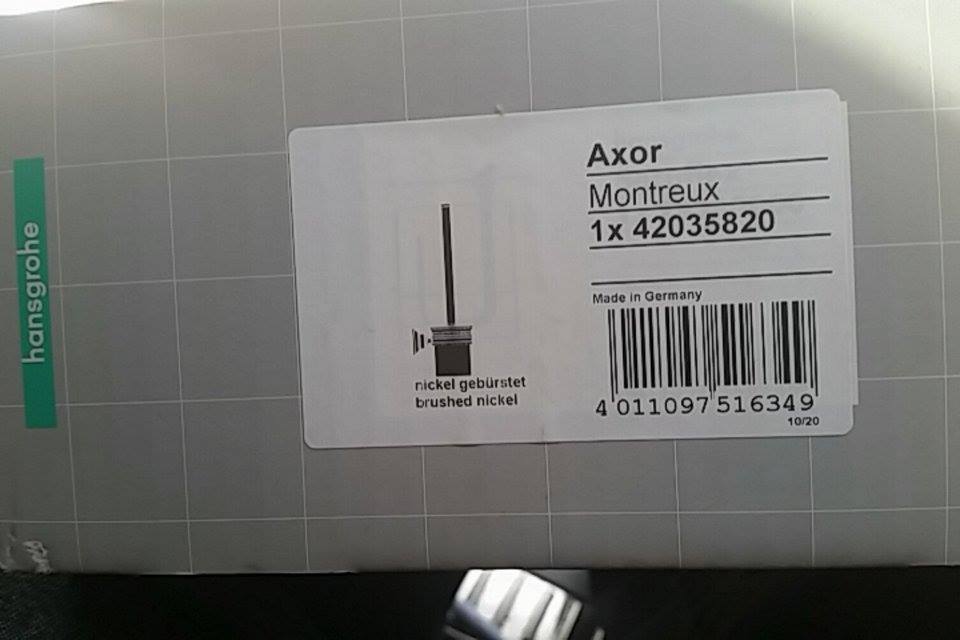 hansgrohe
Axor
Montreux
1x 42035820
Made in Germany
nickel gebürstet
brushed nickel
4 011097 516349
10/20